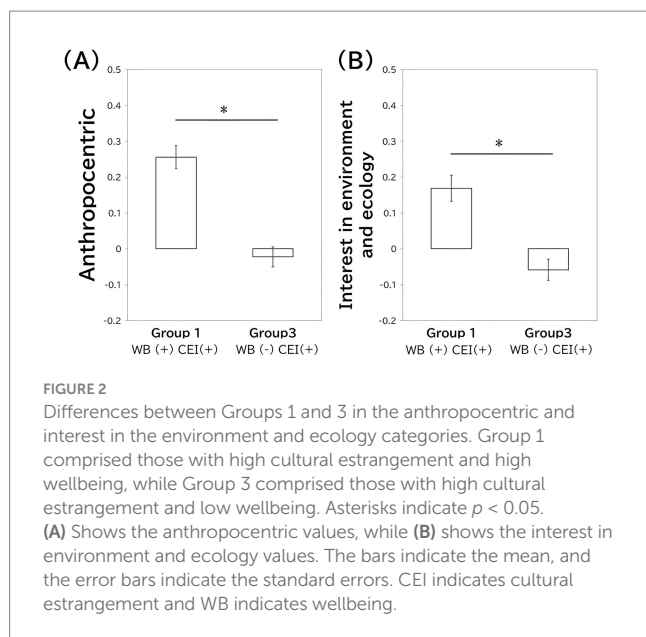 (A)
Anthropocentric
0.5
0.4
0.3
0.2
0.1
0
-0.1
-0.2
*
Group 1
WB (+) CEI(+)
Group3
WB (-) CEI(+)
(B)
Interest in environment
and ecology
0.5
0.4
0.3
0.2
0.1
0
-0.1
-0.2
*
Group 1
WB (+) CEI(+)
Group3
WB (-) CEI(+)
FIGURE 2
Differences between Groups 1 and 3 in the anthropocentric and
interest in the environment and ecology categories. Group 1
comprised those with high cultural estrangement and high
wellbeing, while Group 3 comprised those with high cultural
estrangement and low wellbeing. Asterisks indicate p < 0.05.
(A) Shows the anthropocentric values, while (B) shows the interest in
environment and ecology values. The bars indicate the mean, and
the error bars indicate the standard errors. CEI indicates cultural
estrangement and WB indicates wellbeing.